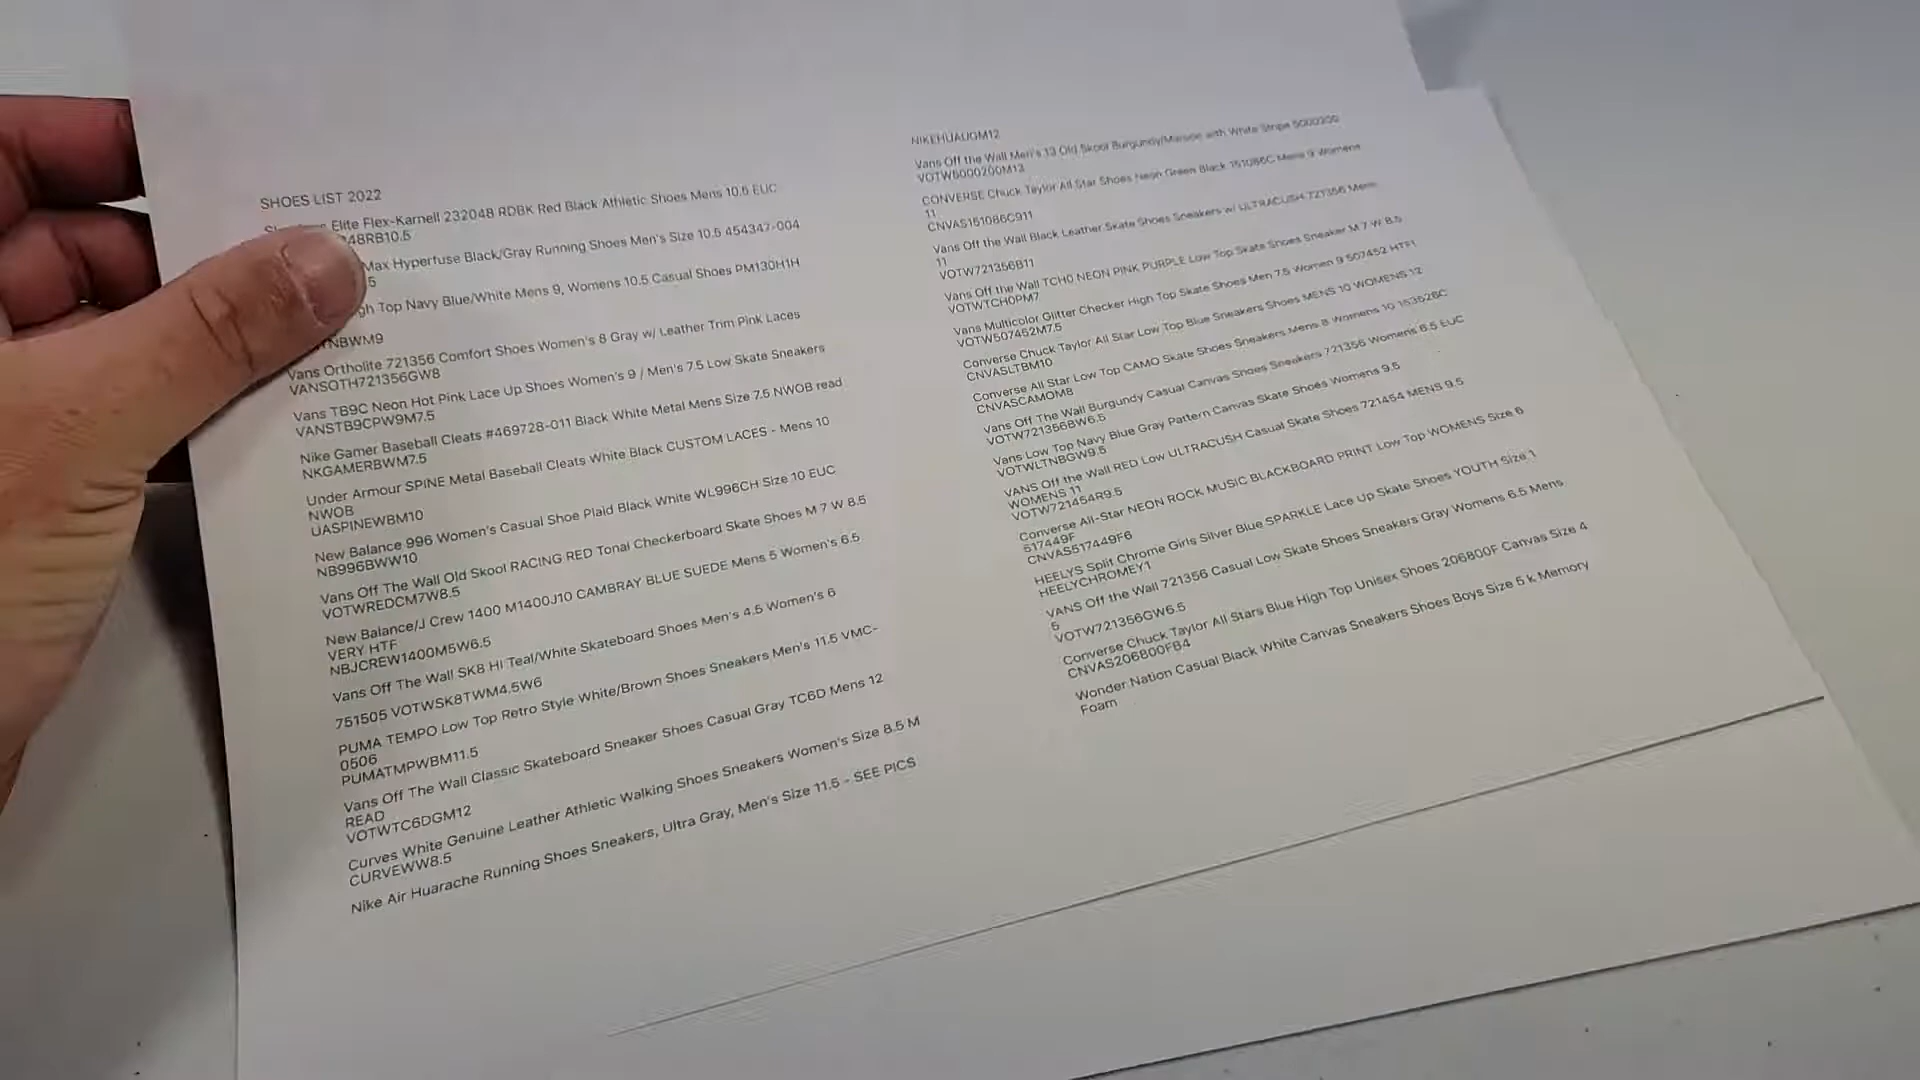 SHOES LIST 2022
Elite Flex-Karnell 232048 RDBK Red Black Athletic Shoes Mens 10.5 EUC
48RB10.5
Max Hyperfuse Black/Gray Running Shoes Men's Size 10.5 454347-004
5
gh Top Navy Blue/White Mens 9, Womens 10.5 Casual Shoes PM130H1H
NBWM9
Vans Ortholite 721356 Comfort Shoes Women's 8 Gray w/ Leather Trim Pink Laces
VANSOTH721356GW8
Vans TB9C Neon Hot Pink Lace Up Shoes Women's 9 / Men's 7.5 Low Skate Sneakers
VANSTB9CPW9M7.5
Nike Gamer Baseball Cleats #469728-011 Black White Metal Mens Size 7.5 NWOB read
NKGAMERBWM7.5
Under Armour SPINE Metal Baseball Cleats White Black CUSTOM LACES - Mens 10
NWOB
UASPINEWBM10
New Balance 996 Women's Casual Shoe Plaid Black White WL996CH Size 10 EUC
NB996BWW10
Vans Off The Wall Old Skool RACING RED Tonal Checkerboard Skate Shoes M 7 W 8.5
VOTWREDCM7W8.5
New Balance/J Crew 1400 M1400J10 CAMBRAY BLUE SUEDE Mens 5 Women's 6.5
VERY HTF
NBJCREW1400M5W6.5
Vans Off The Wall SK8 Hi Teal/White Skateboard Shoes Men's 4.5 Women's 6
751505 VOTWSK8TWM4.5W6
PUMA TEMPO Low Top Retro Style White/Brown Shoes Sneakers Men's 11.5 VMC-
0506
PUMATMPWBM11.5
Vans Off The Wall Classic Skateboard Sneaker Shoes Casual Gray TC6D Mens 12
READ
VOTWTC6DGM12
Curves White Genuine Leather Athletic Walking Shoes Sneakers Women's Size 8.5 M
CURVEWW8.5
Nike Air Huarache Running Shoes Sneakers, Ultra Gray, Men's Size 11.5 - SEE PICS
NIKEHUAUGM12
Vans Off the Wall Men's 13 Old Skool Burgundy/Maroon with White Stripe 5000200
VOTW5000200M13
CONVERSE Chuck Taylor All Star Shoes Neon Green Black 151086C Mens 9 Womens
11
CNVAS151086C911
Vans Off the Wall Black Leather Skate Shoes Sneakers w/ ULTRACUSH 721356 Mens
11
VOTW721356B11
Vans Off the Wall TCH0 NEON PINK PURPLE Low Top Skate Shoes Sneaker M 7 W 8.5
VOTWTCH0PM7
Vans Multicolor Glitter Checker High Top Skate Shoes Men 7.5 Women 9 507452 HTF!
VOTW507452M7.5
Converse Chuck Taylor All Star Low Top Blue Sneakers Shoes MENS 10 WOMENS 12
CNVASLTBM10
Converse All Star Low Top CAMO Skate Shoes Sneakers Mens 8 Womens 10 153526C
CNVASCAMOM8
Vans Off The Wall Burgundy Casual Canvas Shoes Sneakers 721356 Womens 6.5 EUC
VOTW721356BW6.5
Vans Low Top Navy Blue Gray Pattern Canvas Skate Shoes Womens 9.5
VOTWLTNBGW9.5
VANS Off the Wall RED Low ULTRACUSH Casual Skate Shoes 721454 MENS 9.5
WOMENS 11
VOTW721454R9.5
Converse All-Star NEON ROCK MUSIC BLACKBOARD PRINT Low Top WOMENS Size 6
517449F
CNVAS517449F6
HEELYS Split Chrome Girls Silver Blue SPARKLE Lace Up Skate Shoes YOUTH Size 1
HEELYCHROMEY1
VANS Off the Wall 721356 Casual Low Skate Shoes Sneakers Gray Womens 6.5 Mens
5
VOTW721356GW6.5
Converse Chuck Taylor All Stars Blue High Top Unisex Shoes 206800F Canvas Size 4
CNVAS206800FB4
Wonder Nation Casual Black White Canvas Sneakers Shoes Boys Size 5 k Memory
Foam